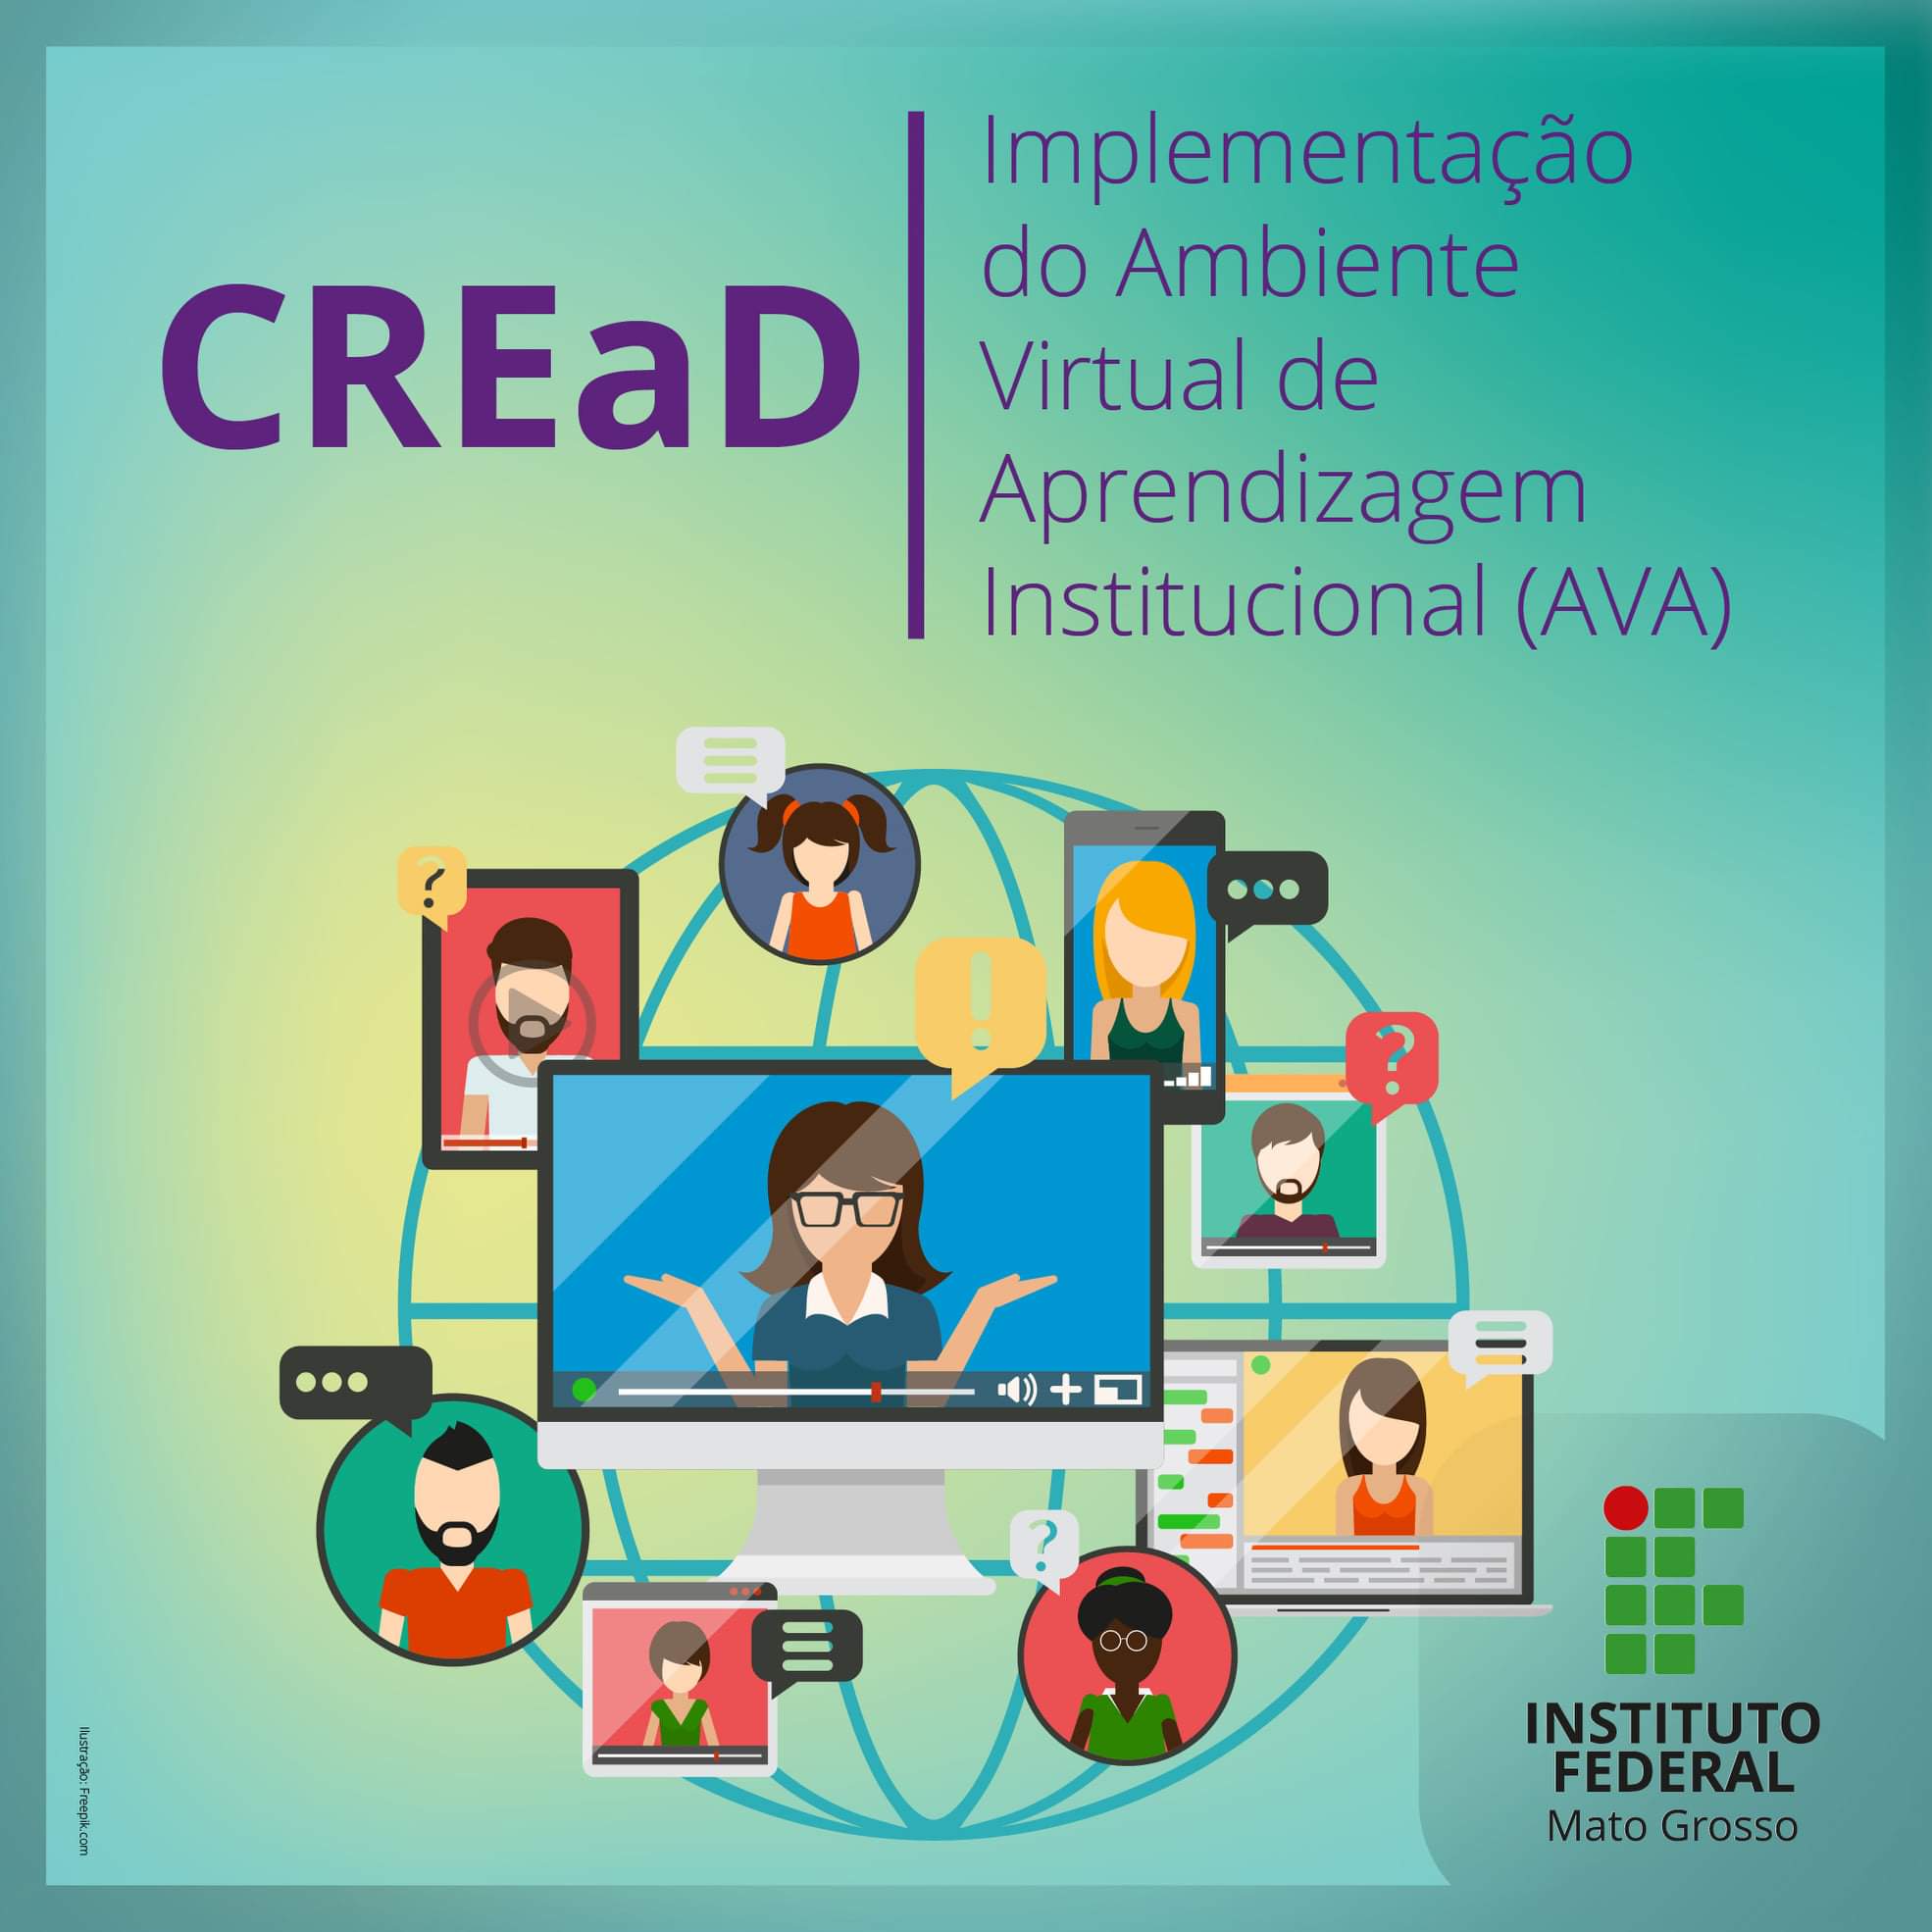 CREaD
Implementação
do Ambiente
Virtual de
Aprendizagem
Institucional (AVA)
?
!
?
?
INSTITUTO
FEDERAL
Mato Grosso
Ilustração: Freepik.com